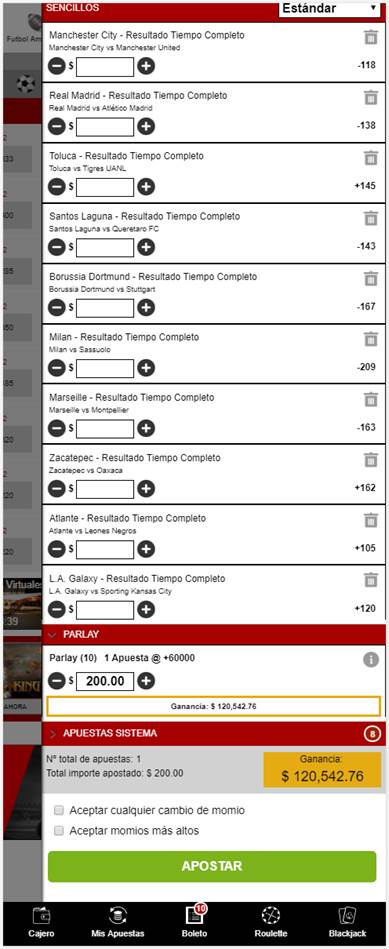 SENCILLOS
Estándar
Futbol Am
Manchester City - Resultado Tiempo Completo
Manchester City vs Manchester United
$
-118
Real Madrid - Resultado Tiempo Completo
Real Madrid vs Atlético Madrid
$
-138
Toluca - Resultado Tiempo Completo
Toluca vs Tigres UANL
$
+145
Santos Laguna - Resultado Tiempo Completo
Santos Laguna vs Queretaro FC
$
-143
Borussia Dortmund - Resultado Tiempo Completo
Borussia Dortmund vs Stuttgart
$
-167
Milan - Resultado Tiempo Completo
Milan vs Sassuolo
$
-209
Marseille - Resultado Tiempo Completo
Marseille vs Montpellier
$
-163
Zacatepec - Resultado Tiempo Completo
Zacatepec vs Oaxaca
$
+162
Atlante - Resultado Tiempo Completo
Atlante vs Leones Negros
$
+105
L.A. Galaxy - Resultado Tiempo Completo
L.A. Galaxy vs Sporting Kansas City
$
+120
Virtuales
:39
KING
AHORA
PARLAY
Parlay (10) 1 Apuesta @ +60000
$ 200.00
Ganancia: $ 120,542.76
APUESTAS SISTEMA 8
Nº total de apuestas: 1
Total importe apostado: $ 200.00
Ganancia:
$ 120,542.76
Aceptar cualquier cambio de momio
Aceptar momios más altos
APOSTAR
10
Cajero Mis Apuestas Boleto Roulette Blackjack